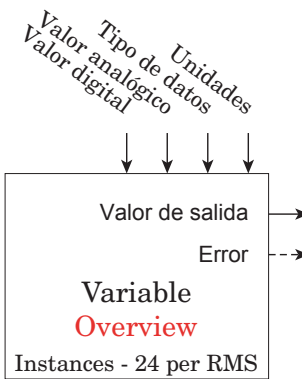 Valor digital
Valor analógico
Tipo de datos
Unidades
Valor de salida
Error
Variable
Overview
Instances - 24 per RMS